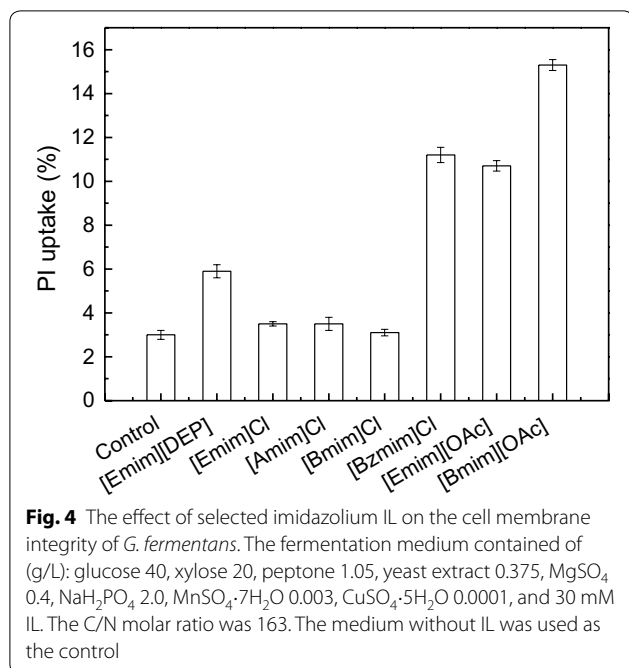 16
14
12
10
8
6
4
2
0
PI uptake (%)
Control
[Emim][DEP]
[Emim]Cl
[Amim]Cl
[Bmim]Cl
[Bzmim]Cl
[Emim][OAc]
[Bmim][OAc]
Fig. 4 The effect of selected imidazolium IL on the cell membrane
integrity of G. fermentans. The fermentation medium contained of
(g/L): glucose 40, xylose 20, peptone 1.05, yeast extract 0.375, MgSO₄
0.4, NaH₂PO₄ 2.0, MnSO₄·7H₂O 0.003, CuSO₄·5H₂O 0.0001, and 30 mM
IL. The C/N molar ratio was 163. The medium without IL was used as
the control